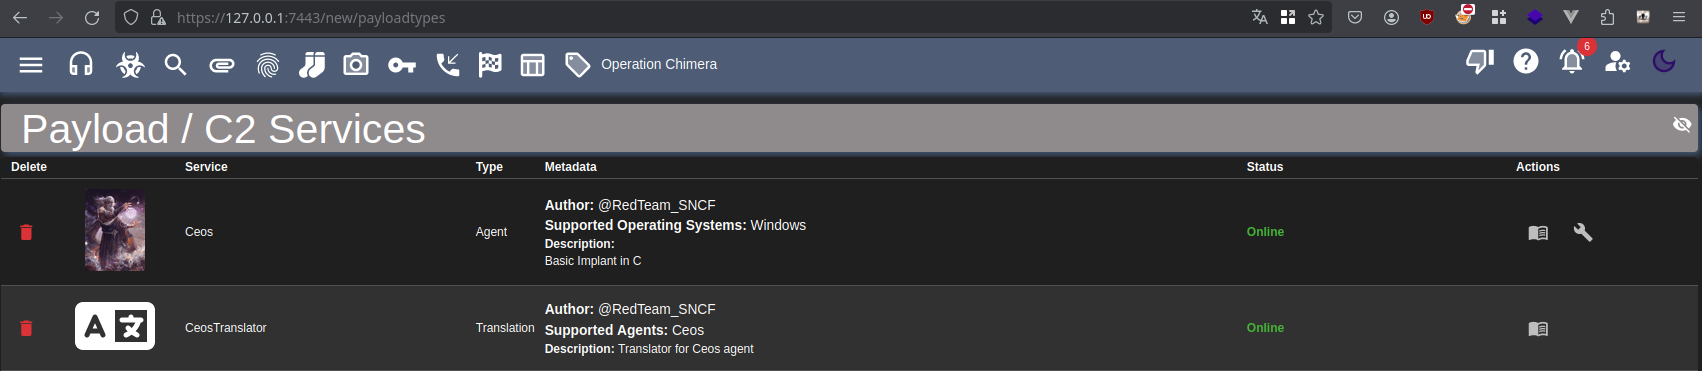 https://127.0.0.1:7443/new/payloadtypes
Operation Chimera
6
Payload / C2 Services
Delete Service Type Metadata Status Actions
Author: @RedTeam_SNCF
Supported Operating Systems: Windows
Ceos Agent Description: Online
Basic Implant in C
Author: @RedTeam_SNCF
A 文 CeosTranslator Translation Supported Agents: Ceos Online
Description: Translator for Ceos agent